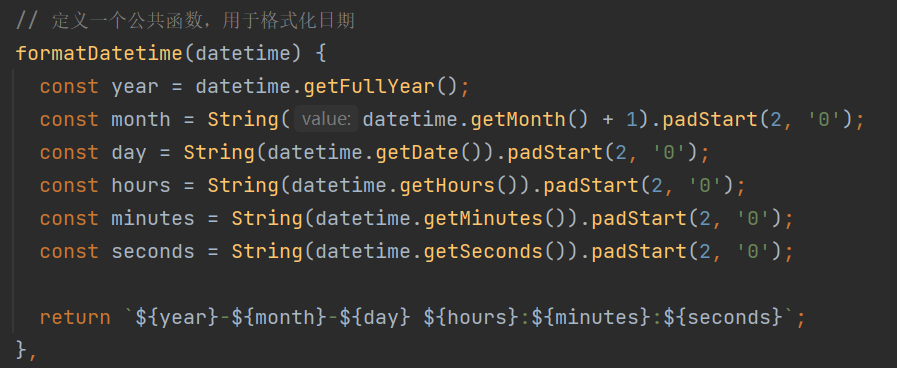 // 定义一个公共函数，用于格式化日期
formatDatetime(datetime) {
const year = datetime.getFullYear();
const month = String( value: datetime.getMonth() + 1).padStart(2, '0');
const day = String(datetime.getDate()).padStart(2, '0');
const hours = String(datetime.getHours()).padStart(2, '0');
const minutes = String(datetime.getMinutes()).padStart(2, '0');
const seconds = String(datetime.getSeconds()).padStart(2, '0');
return `${year}-${month}-${day} ${hours}:${minutes}:${seconds}`;
},